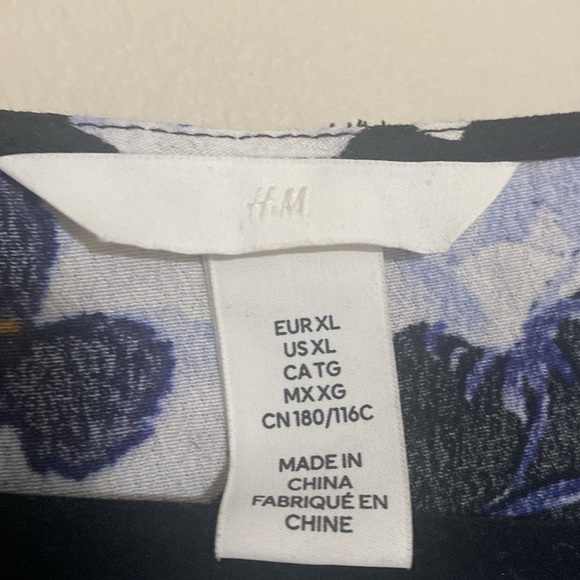 H&M
EUR XL
US XL
CA TG
MX XG
CN 180/116C
MADE IN
CHINA
FABRIQUÉ EN
CHINE